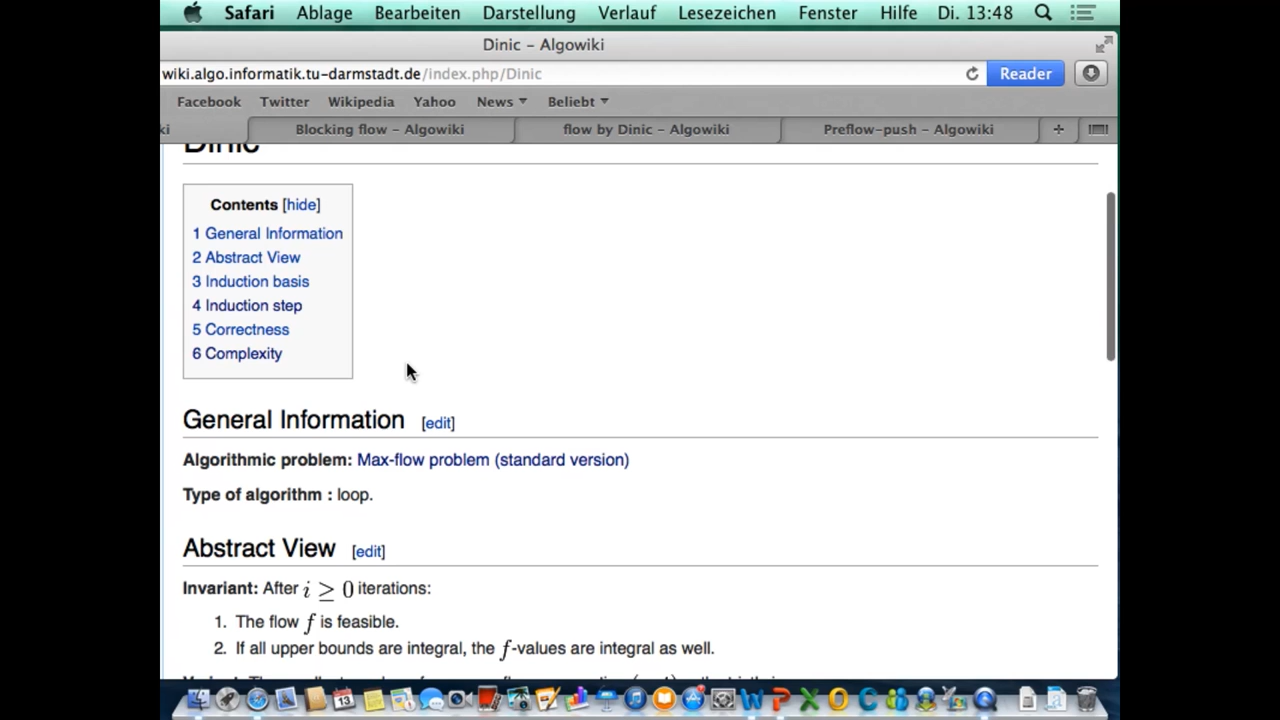 Safari Ablage Bearbeiten Darstellung Verlauf Lesezeichen Fenster Hilfe Di. 13:48
Dinic – Algowiki
wiki.algo.informatik.tu-darmstadt.de/index.php/Dinic Reader
Facebook Twitter Wikipedia Yahoo News Beliebt
ki Blocking flow – Algowiki flow by Dinic – Algowiki Preflow-push – Algowiki +
Dinic
Contents [hide]
1 General Information
2 Abstract View
3 Induction basis
4 Induction step
5 Correctness
6 Complexity
General Information [edit]
Algorithmic problem: Max-flow problem (standard version)
Type of algorithm : loop.
Abstract View [edit]
Invariant: After i ≥ 0 iterations:
1. The flow f is feasible.
2. If all upper bounds are integral, the f-values are integral as well.